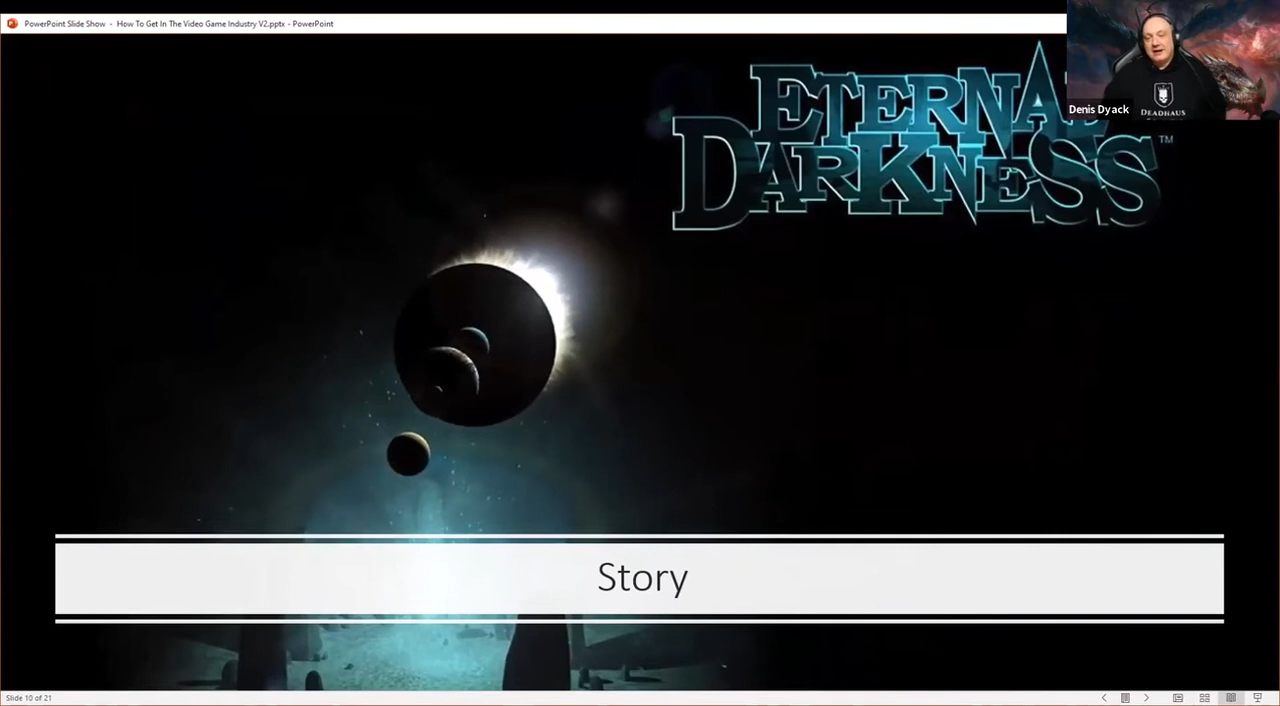 PowerPoint Slide Show - How To Get In The Video Game Industry V2.pptx - PowerPoint
ETERNAL
DARKNESS
TM
Denis Dyack
DEADHAUS
Story
Slide 10 of 21